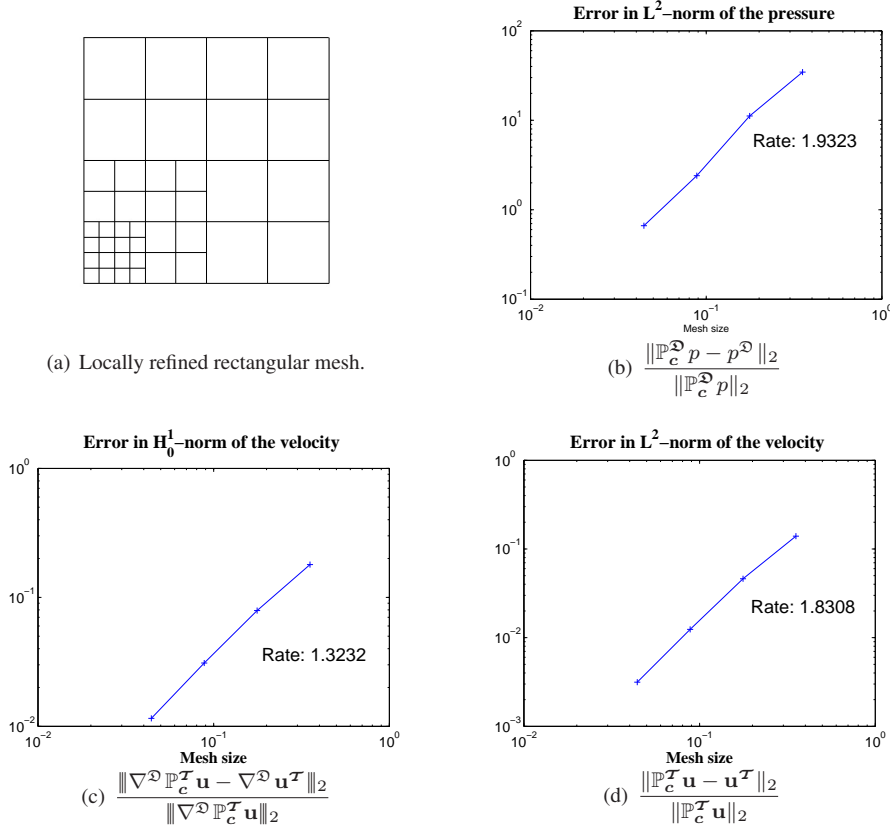 Error in L²–norm of the pressure
10²
10¹
10⁰
10⁻¹
Rate: 1.9323
10⁻² 10⁻¹ 10⁰
Mesh size
(a) Locally refined rectangular mesh.
(b) ‖ℙ_𝒄^𝔇 p − p^𝔇‖₂ / ‖ℙ_𝒄^𝔇 p‖₂
Error in H¹₀–norm of the velocity
10⁰
10⁻¹
10⁻²
Rate: 1.3232
10⁻² 10⁻¹ 10⁰
Mesh size
(c) ⦀∇^𝔇 ℙ_𝒄^𝓣 𝐮 − ∇^𝔇 𝐮^𝓣⦀₂ / ⦀∇^𝔇 ℙ_𝒄^𝓣 𝐮⦀₂
Error in L²–norm of the velocity
10⁰
10⁻¹
10⁻²
10⁻³
Rate: 1.8308
10⁻² 10⁻¹ 10⁰
Mesh size
(d) ‖ℙ_𝒄^𝓣 𝐮 − 𝐮^𝓣‖₂ / ‖ℙ_𝒄^𝓣 𝐮‖₂